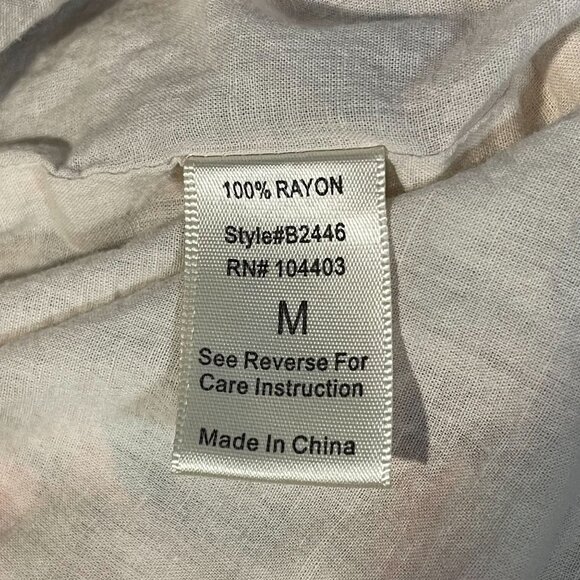 100% RAYON
Style#B2446
RN# 104403
M
See Reverse For
Care Instruction
Made In China